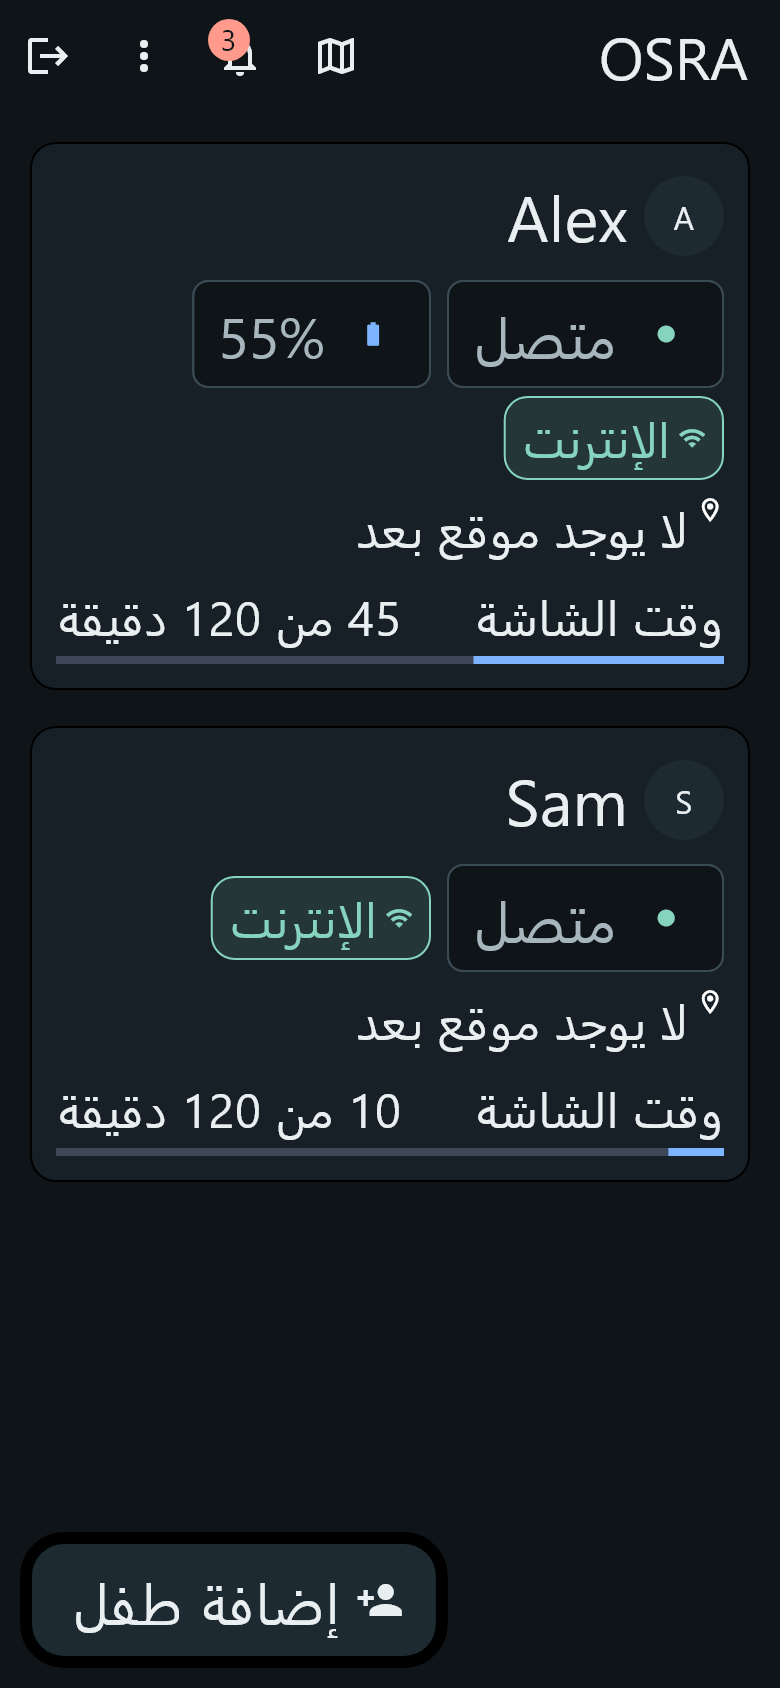 OSRA
3
A Alex
متصل 55%
الإنترنت
لا يوجد موقع بعد
وقت الشاشة 45 من 120 دقيقة
S Sam
متصل الإنترنت
لا يوجد موقع بعد
وقت الشاشة 10 من 120 دقيقة
إضافة طفل